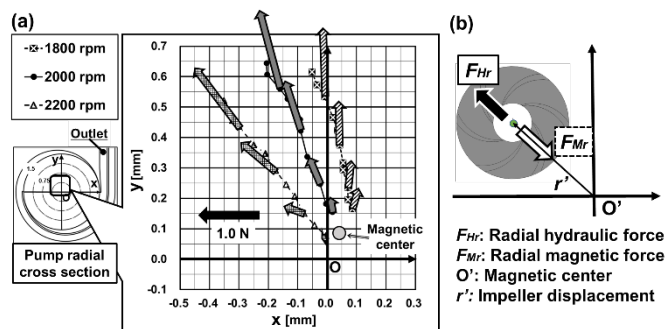 (a)
1800 rpm
2000 rpm
2200 rpm
Outlet
y
x
1.5
0.75
O
Pump radial
cross section
y [mm]
0.7
0.6
0.5
0.4
0.3
0.2
0.1
0.0
0.1
1.0 N
Magnetic
center
O
-0.5 -0.4 -0.3 -0.2 -0.1 0.0 0.1 0.2 0.3
x [mm]
(b)
FHr
FMr
r'
O'
FHr: Radial hydraulic force
FMr: Radial magnetic force
O': Magnetic center
r': Impeller displacement